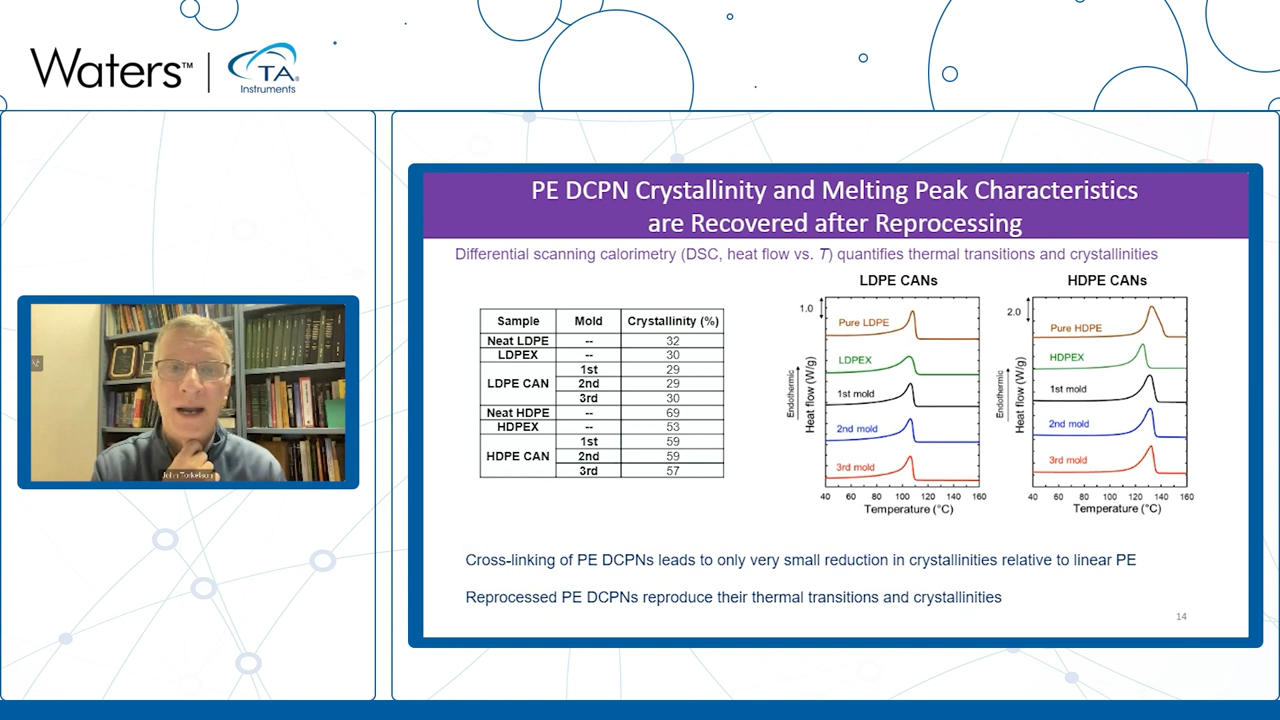 Waters™ | TA® Instruments
PE DCPN Crystallinity and Melting Peak Characteristics
are Recovered after Reprocessing
Differential scanning calorimetry (DSC, heat flow vs. T) quantifies thermal transitions and crystallinities
Sample Mold Crystallinity (%)
Neat LDPE -- 32
LDPEX -- 30
LDPE CAN 1st 29
2nd 29
3rd 30
Neat HDPE -- 69
HDPEX -- 53
HDPE CAN 1st 59
2nd 59
3rd 57
LDPE CANs
1.0
Pure LDPE
LDPEX
1st mold
2nd mold
3rd mold
Endothermic
Heat flow (W/g)
40 60 80 100 120 140 160
Temperature (°C)
HDPE CANs
2.0
Pure HDPE
HDPEX
1st mold
2nd mold
3rd mold
Endothermic
Heat flow (W/g)
40 60 80 100 120 140 160
Temperature (°C)
Cross-linking of PE DCPNs leads to only very small reduction in crystallinities relative to linear PE
Reprocessed PE DCPNs reproduce their thermal transitions and crystallinities
14
John Torkelson